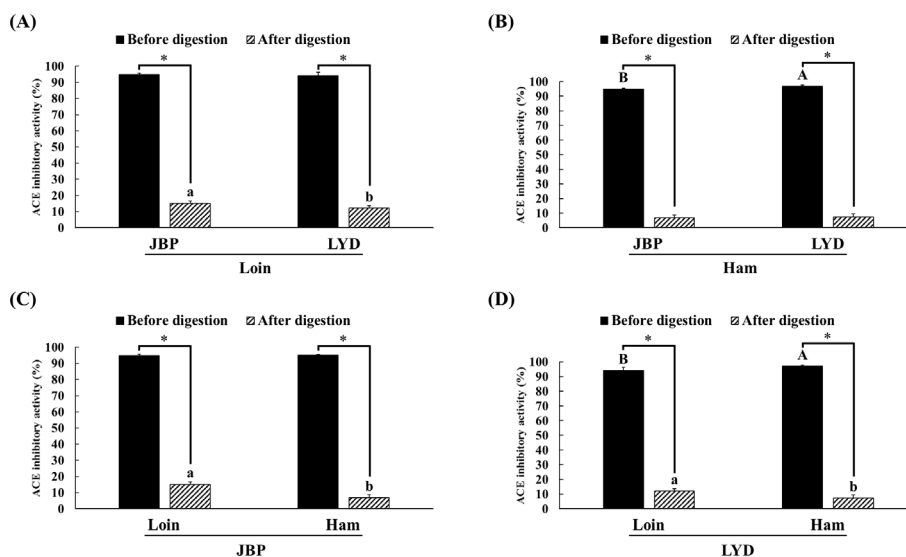 (A)
Before digestion After digestion
ACE inhibitory activity (%)
100
90
80
70
60
50
40
30
20
10
0
*
*
a
b
JBP LYD
Loin
(B)
Before digestion After digestion
ACE inhibitory activity (%)
100
90
80
70
60
50
40
30
20
10
0
*
*
B
A
JBP LYD
Ham
(C)
Before digestion After digestion
ACE inhibitory activity (%)
100
90
80
70
60
50
40
30
20
10
0
*
*
a
b
Loin Ham
JBP
(D)
Before digestion After digestion
ACE inhibitory activity (%)
100
90
80
70
60
50
40
30
20
10
0
*
*
B
A
a
b
Loin Ham
LYD